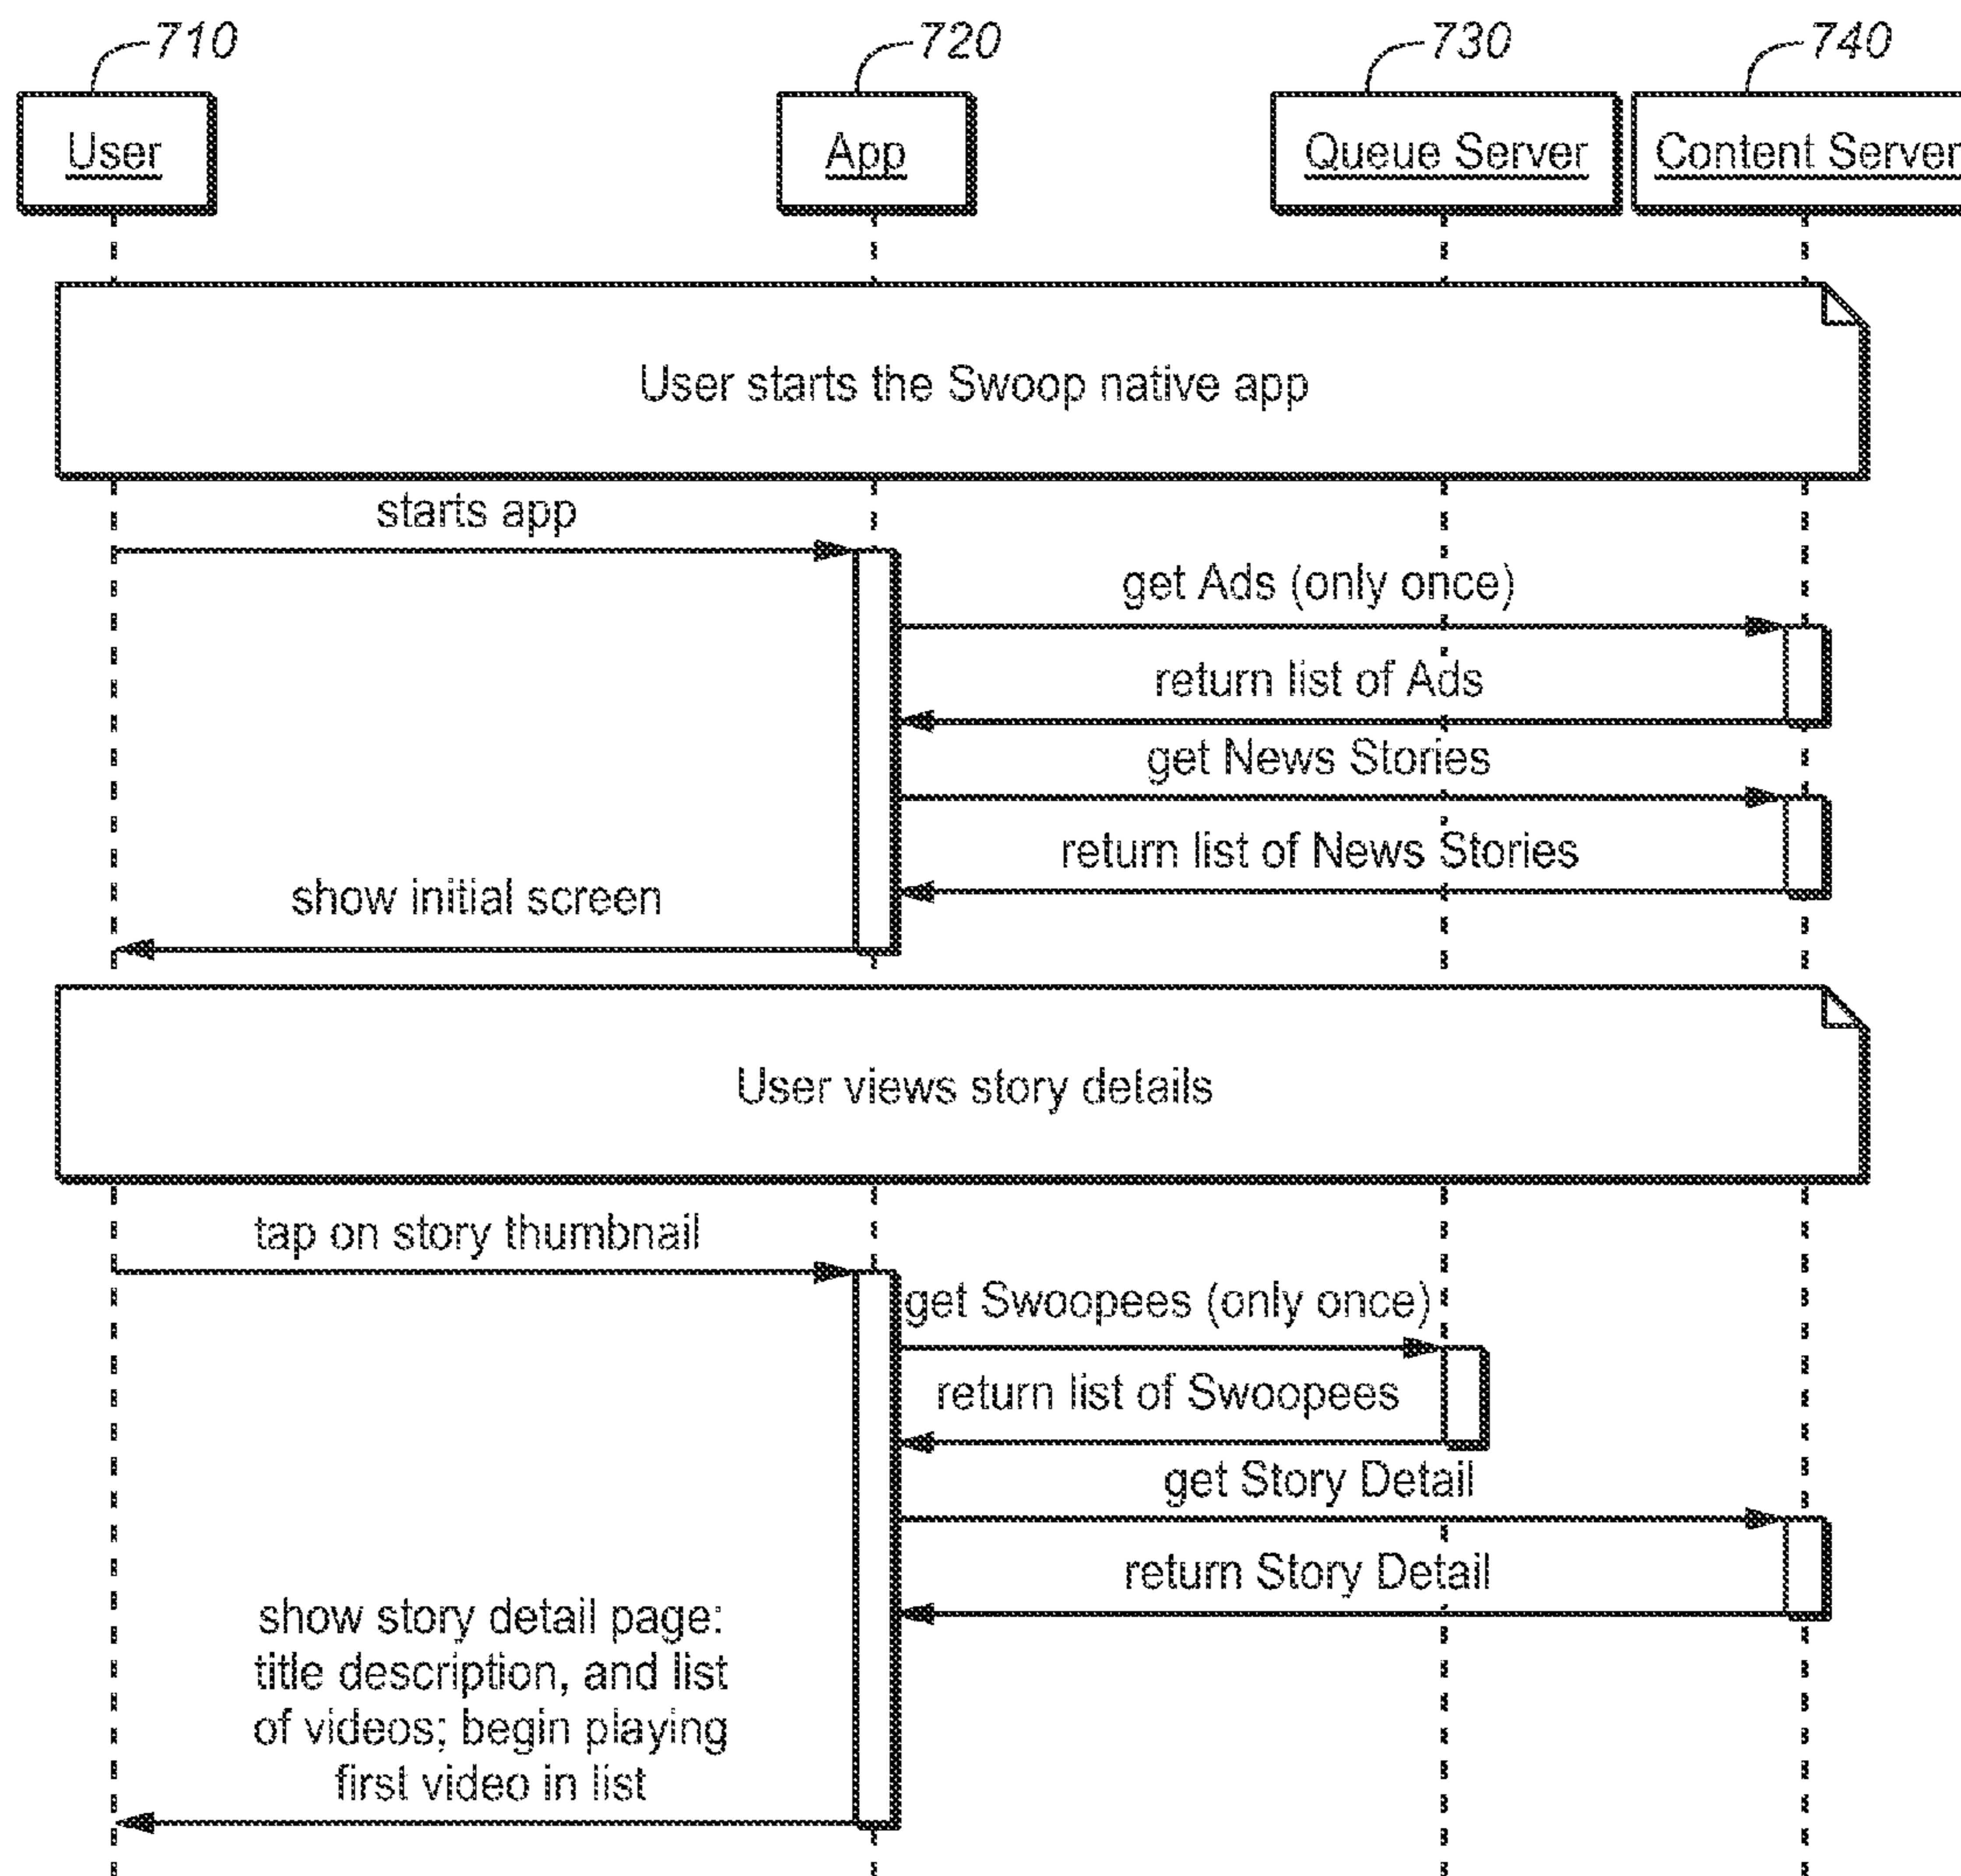 710
720
730
740
User
App
Queue Server
Content Server
User starts the Swoop native app
starts app
get Ads (only once)
return list of Ads
get News Stories
return list of News Stories
show initial screen
User views story details
tap on story thumbnail
get Swoopees (only once)
return list of Swoopees
get Story Detail
return Story Detail
show story detail page:
title description, and list
of videos; begin playing
first video in list